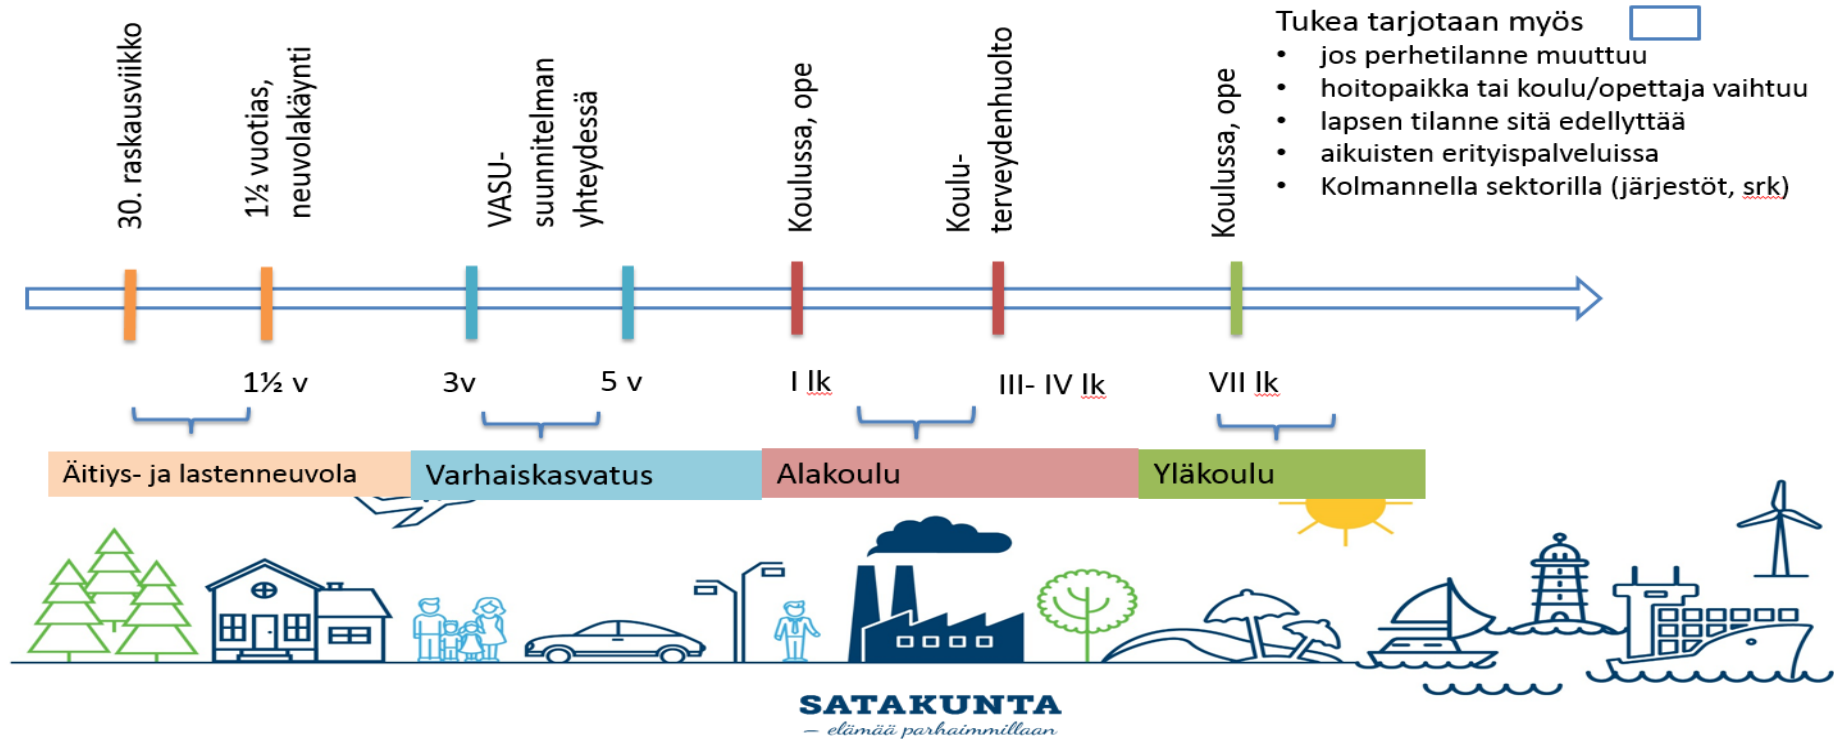 30. raskausviikko
1½ vuotias,
neuvolakäynti
VASU-
suunnitelman
yhteydessä
Koulussa, ope
Koulu-
terveydenhuolto
Koulussa, ope
Tukea tarjotaan myös
• jos perhetilanne muuttuu
• hoitopaikka tai koulu/opettaja vaihtuu
• lapsen tilanne sitä edellyttää
• aikuisten erityispalveluissa
• Kolmannella sektorilla (järjestöt, srk)
1½ v
3v
5 v
I lk
III- IV lk
VII lk
Äitiys- ja lastenneuvola
Varhaiskasvatus
Alakoulu
Yläkoulu
SATAKUNTA
– elämää parhaimmillaan